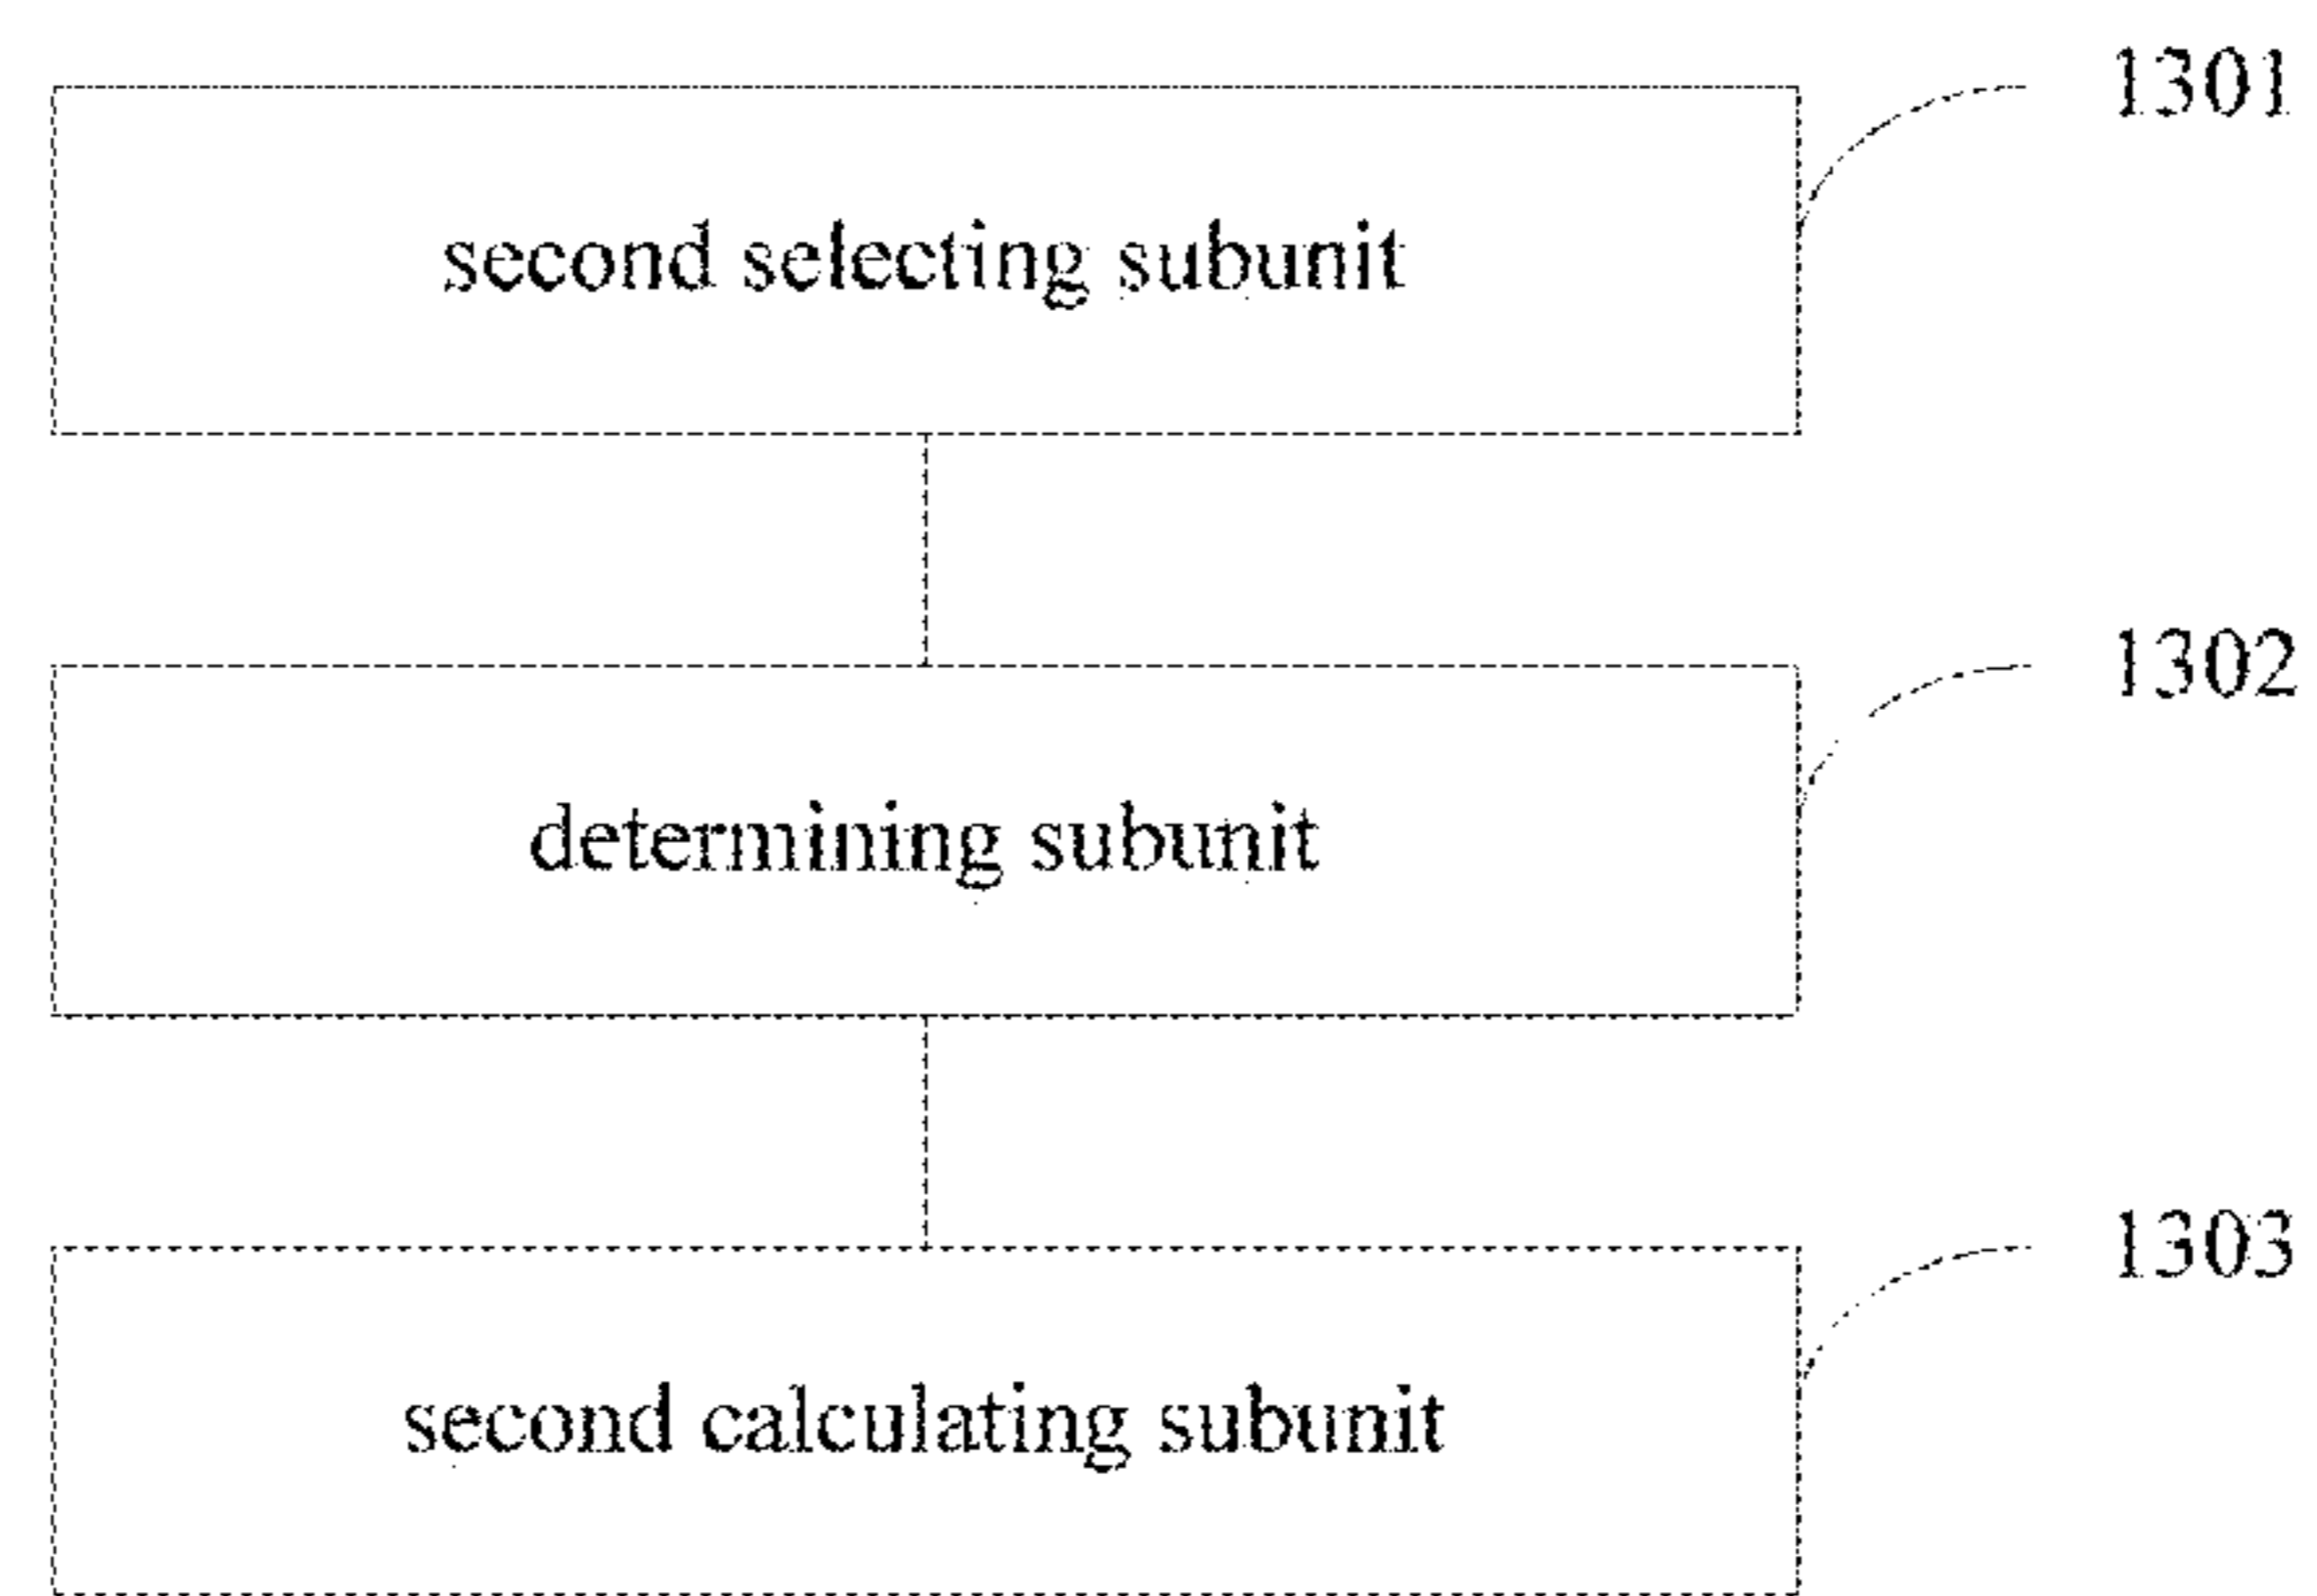 1301
second selecting subunit
1302
determining subunit
1303
second calculating subunit